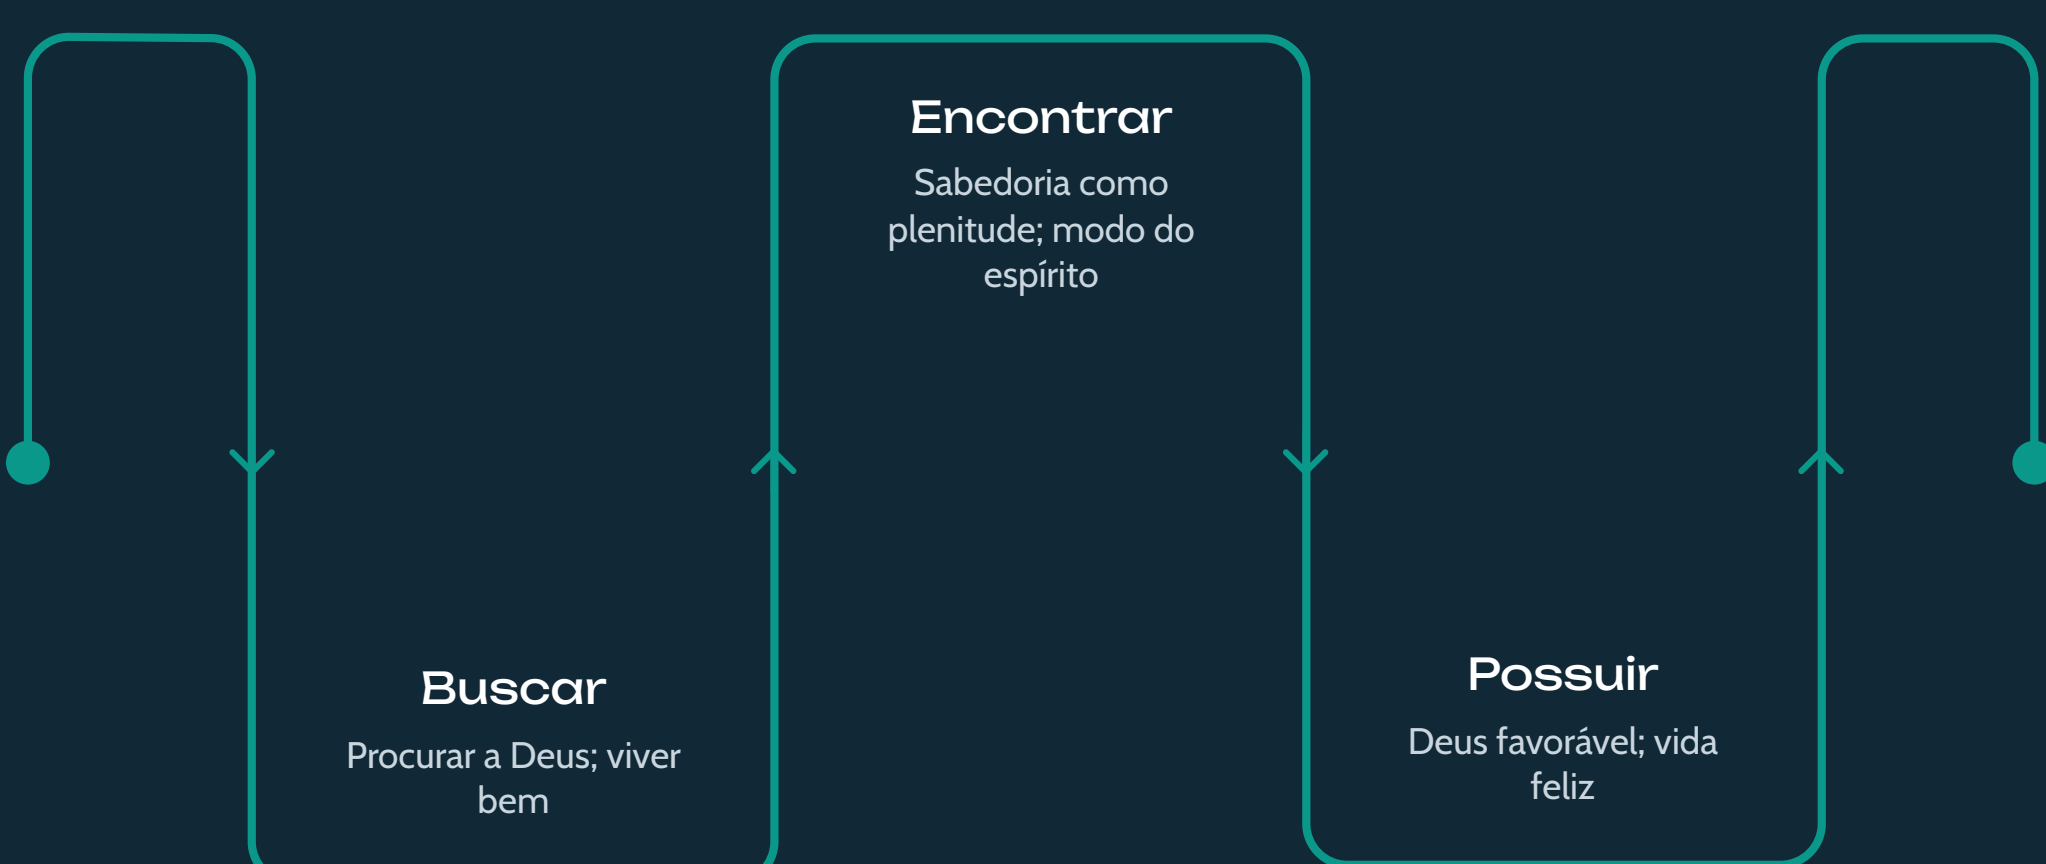 Encontrar
Sabedoria como
plenitude; modo do
espírito
Buscar
Procurar a Deus; viver
bem
Possuir
Deus favorável; vida
feliz